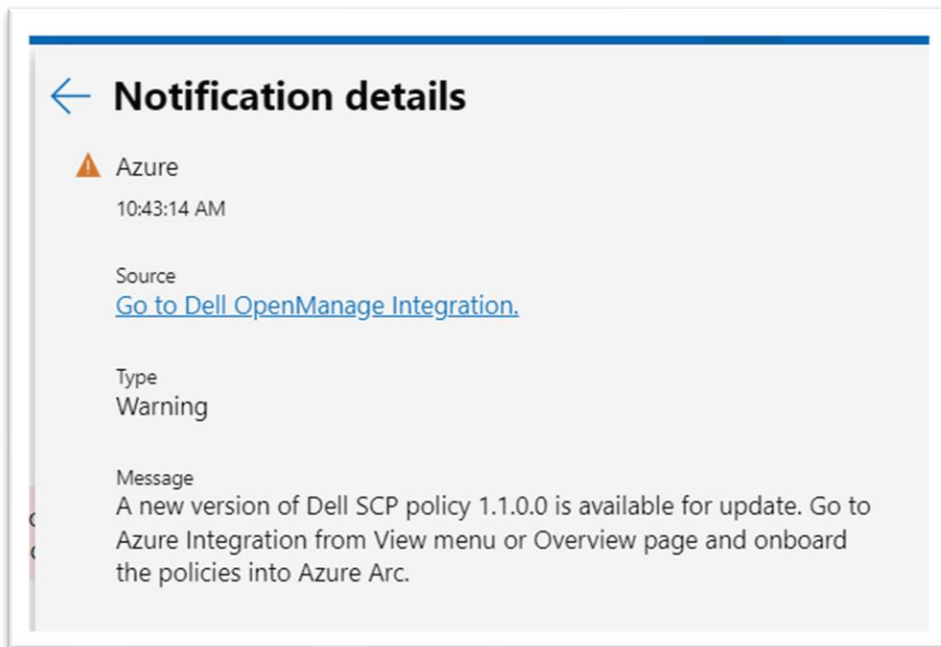 Notification details
Azure
10:43:14 AM
Source
Go to Dell OpenManage Integration.
Type
Warning
Message
A new version of Dell SCP policy 1.1.0.0 is available for update. Go to
Azure Integration from View menu or Overview page and onboard
the policies into Azure Arc.